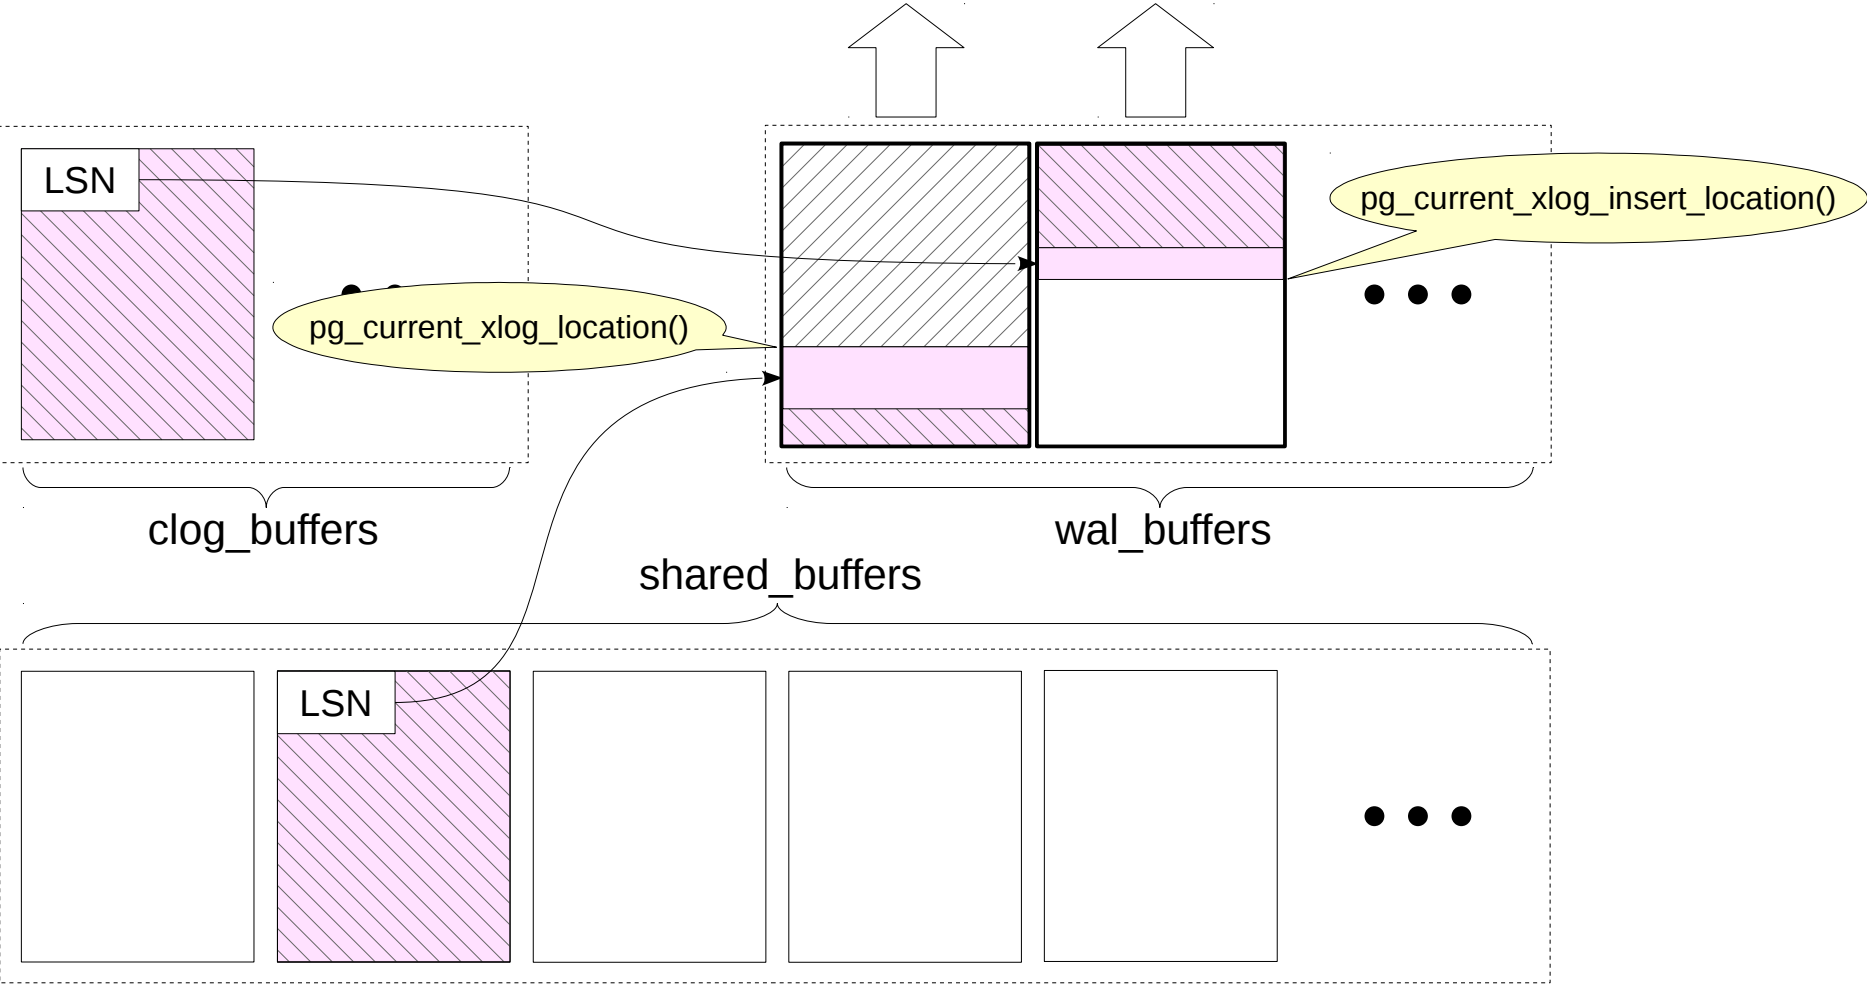 LSN
pg_current_xlog_insert_location()
pg_current_xlog_location()
clog_buffers
wal_buffers
shared_buffers
LSN